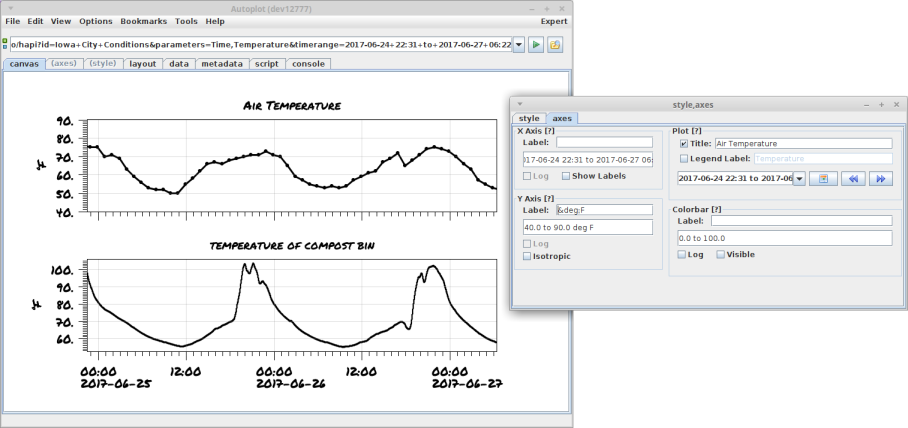 Autoplot (dev12777)
File Edit View Options Bookmarks Tools Help Expert
o/hapi?id=Iowa+City+Conditions&parameters=Time,Temperature&timerange=2017-06-24+22:31+to+2017-06-27+06:22
canvas (axes) (style) layout data metadata script console
Air Temperature
90.
80.
70.
60.
50.
40.
°F
Temperature of compost bin
100.
90.
80.
70.
60.
°F
00:00 12:00 00:00 12:00 00:00
2017-06-25 2017-06-26 2017-06-27
style,axes
style axes
X Axis [?]
Label:
017-06-24 22:31 to 2017-06-27 06:
Log Show Labels
Y Axis [?]
Label: &deg;F
40.0 to 90.0 deg F
Log
Isotropic
Plot [?]
Title: Air Temperature
Legend Label: Temperature
2017-06-24 22:31 to 2017-06
Colorbar [?]
Label:
0.0 to 100.0
Log Visible